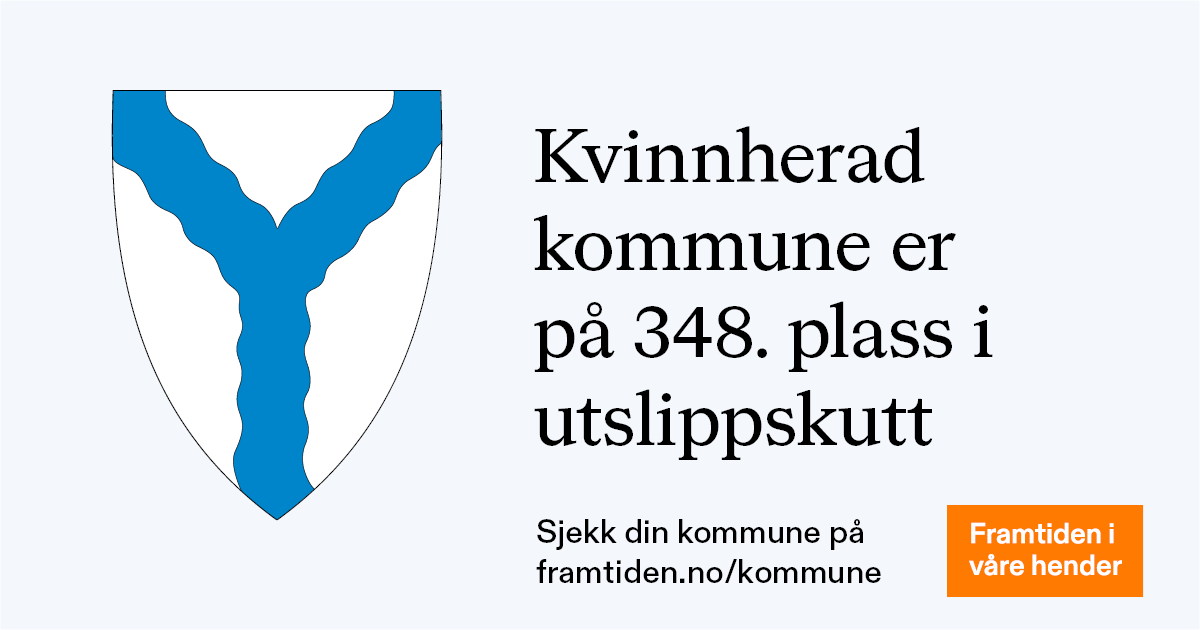 Kvinnherad
kommune er
på 348. plass i
utslippskutt
Sjekk din kommune på
framtiden.no/kommune
Framtiden i
våre hender